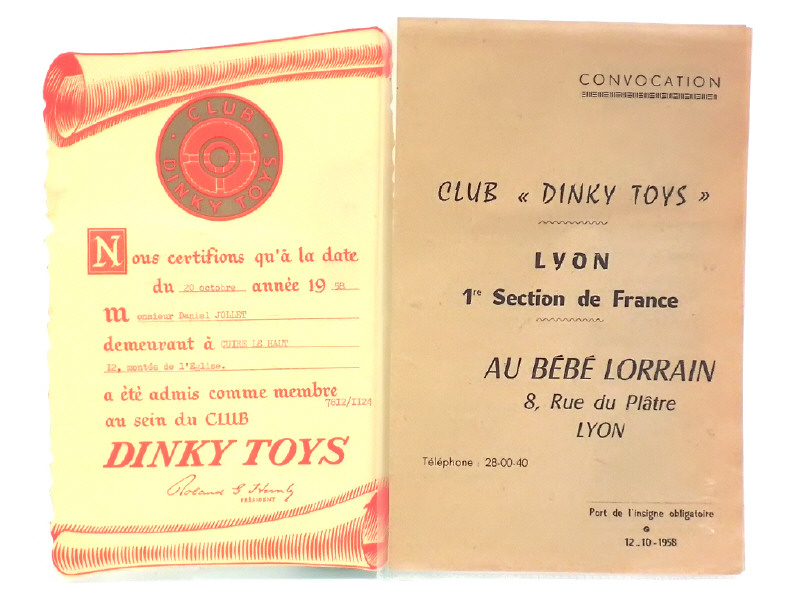 CLUB
DINKY TOYS
Nous certifions qu'à la date
du 20 octobre année 19 58
Monsieur Daniel JOLLET
demeurant à CUIRE LE HAUT
12, montée de l'Eglise.
a été admis comme membre
7812/1124
au sein du CLUB
DINKY TOYS
PRÉSIDENT
CONVOCATION
CLUB « DINKY TOYS »
LYON
1re Section de France
AU BÉBÉ LORRAIN
8, Rue du Plâtre
LYON
Téléphone : 28-00-40
Port de l'insigne obligatoire
12-10-1958